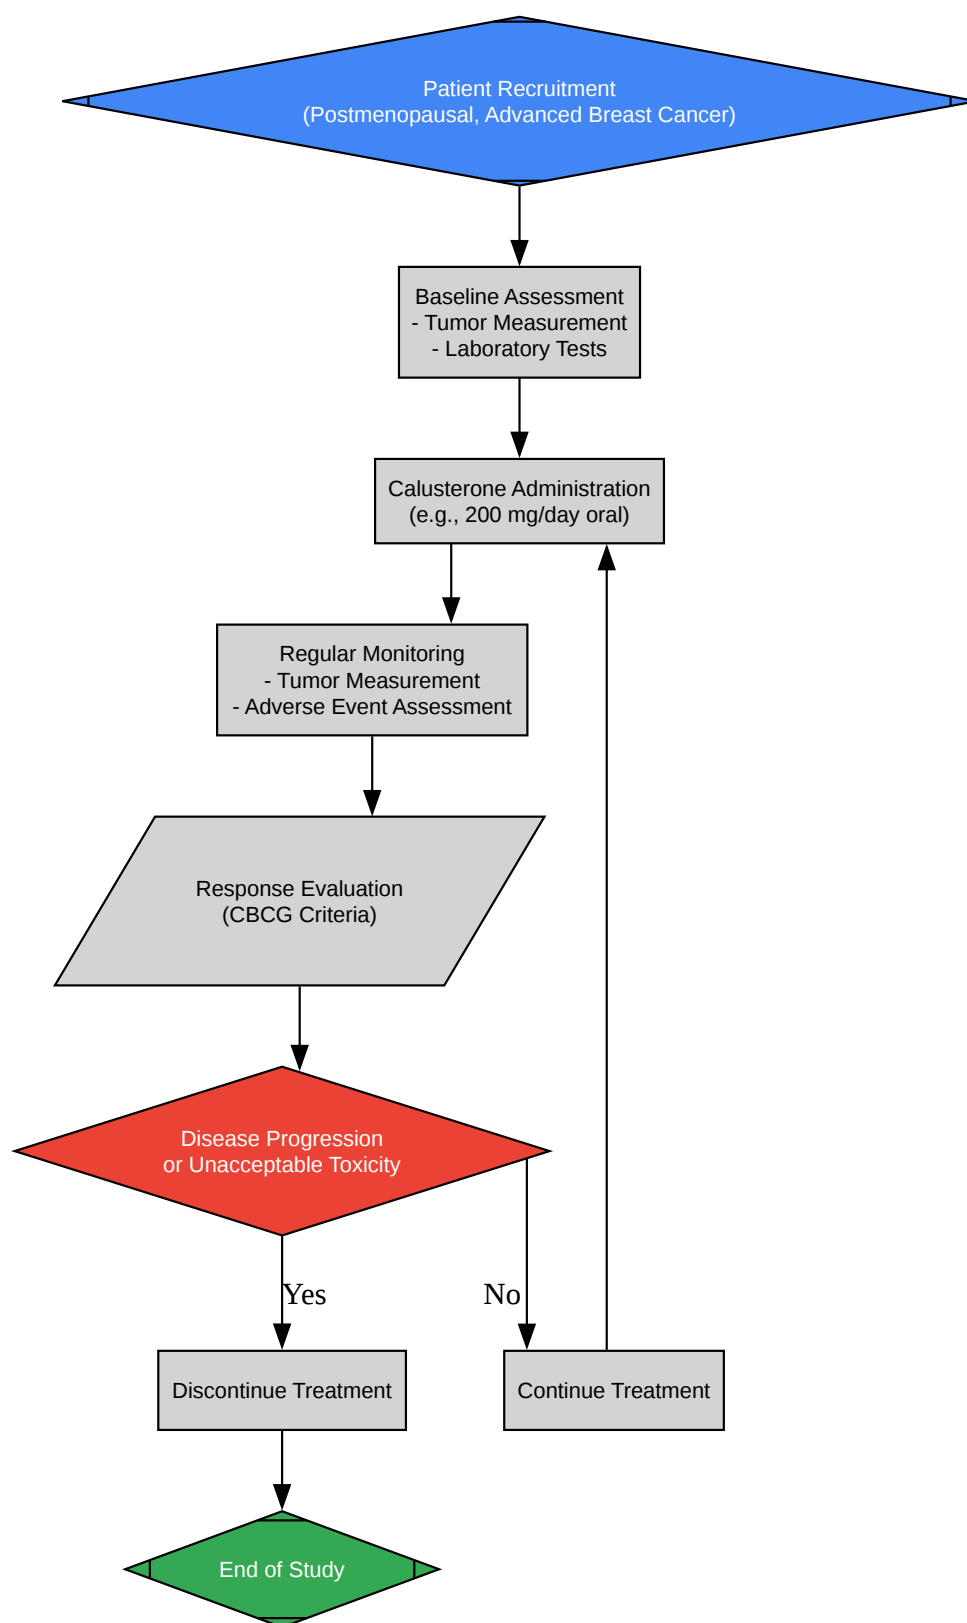 Patient Recruitment
(Postmenopausal, Advanced Breast Cancer)
Baseline Assessment
- Tumor Measurement
- Laboratory Tests
Calusterone Administration
(e.g., 200 mg/day oral)
Regular Monitoring
- Tumor Measurement
- Adverse Event Assessment
Response Evaluation
(CBCG Criteria)
Disease Progression
or Unacceptable Toxicity
Yes
No
Discontinue Treatment
Continue Treatment
End of Study